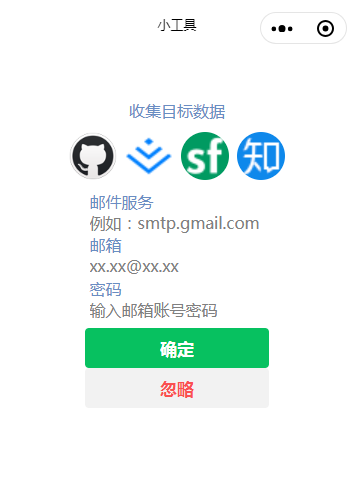 小工具
收集目标数据
sf
知
邮件服务
例如：smtp.gmail.com
邮箱
xx.xx@xx.xx
密码
输入邮箱账号密码
确定
忽略